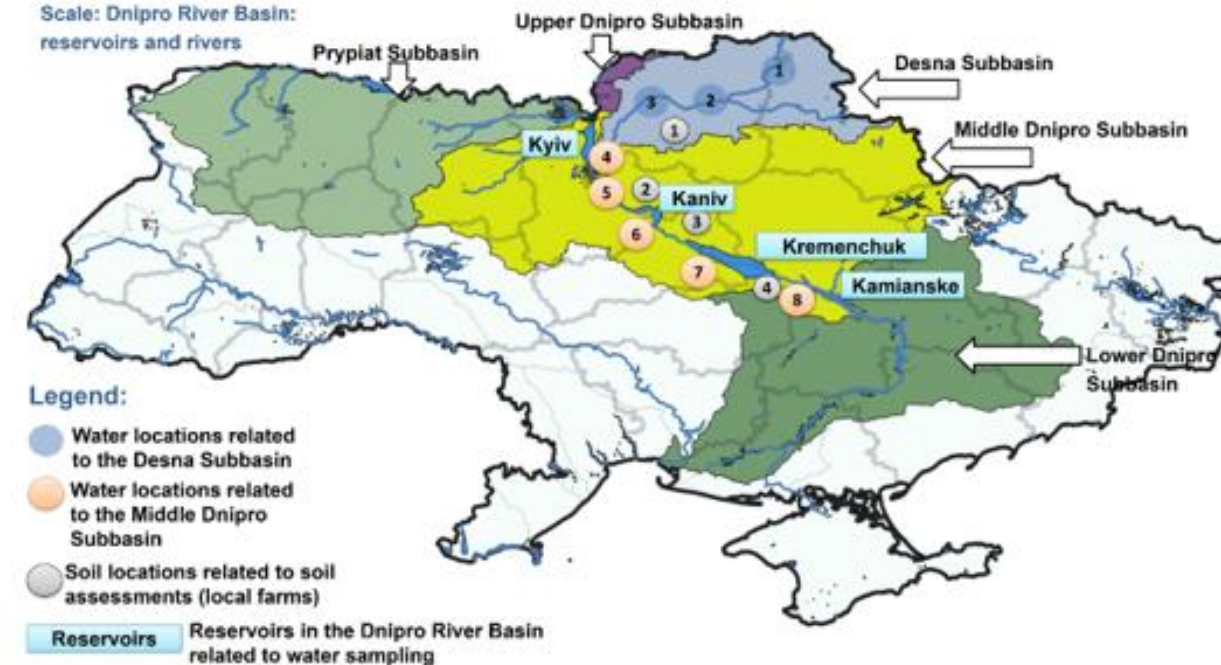 Scale: Dnipro River Basin:
reservoirs and rivers
Prypiat Subbasin
Upper Dnipro Subbasin
Desna Subbasin
Middle Dnipro Subbasin
1
2
3
1
Kyiv
4
5
2
Kaniv
3
6
Kremenchuk
7
4
8
Kamianske
Lower Dnipro
Subbasin
Legend:
Water locations related
to the Desna Subbasin
Water locations related
to the Middle Dnipro
Subbasin
Soil locations related to soil
assessments (local farms)
Reservoirs
Reservoirs in the Dnipro River Basin
related to water sampling